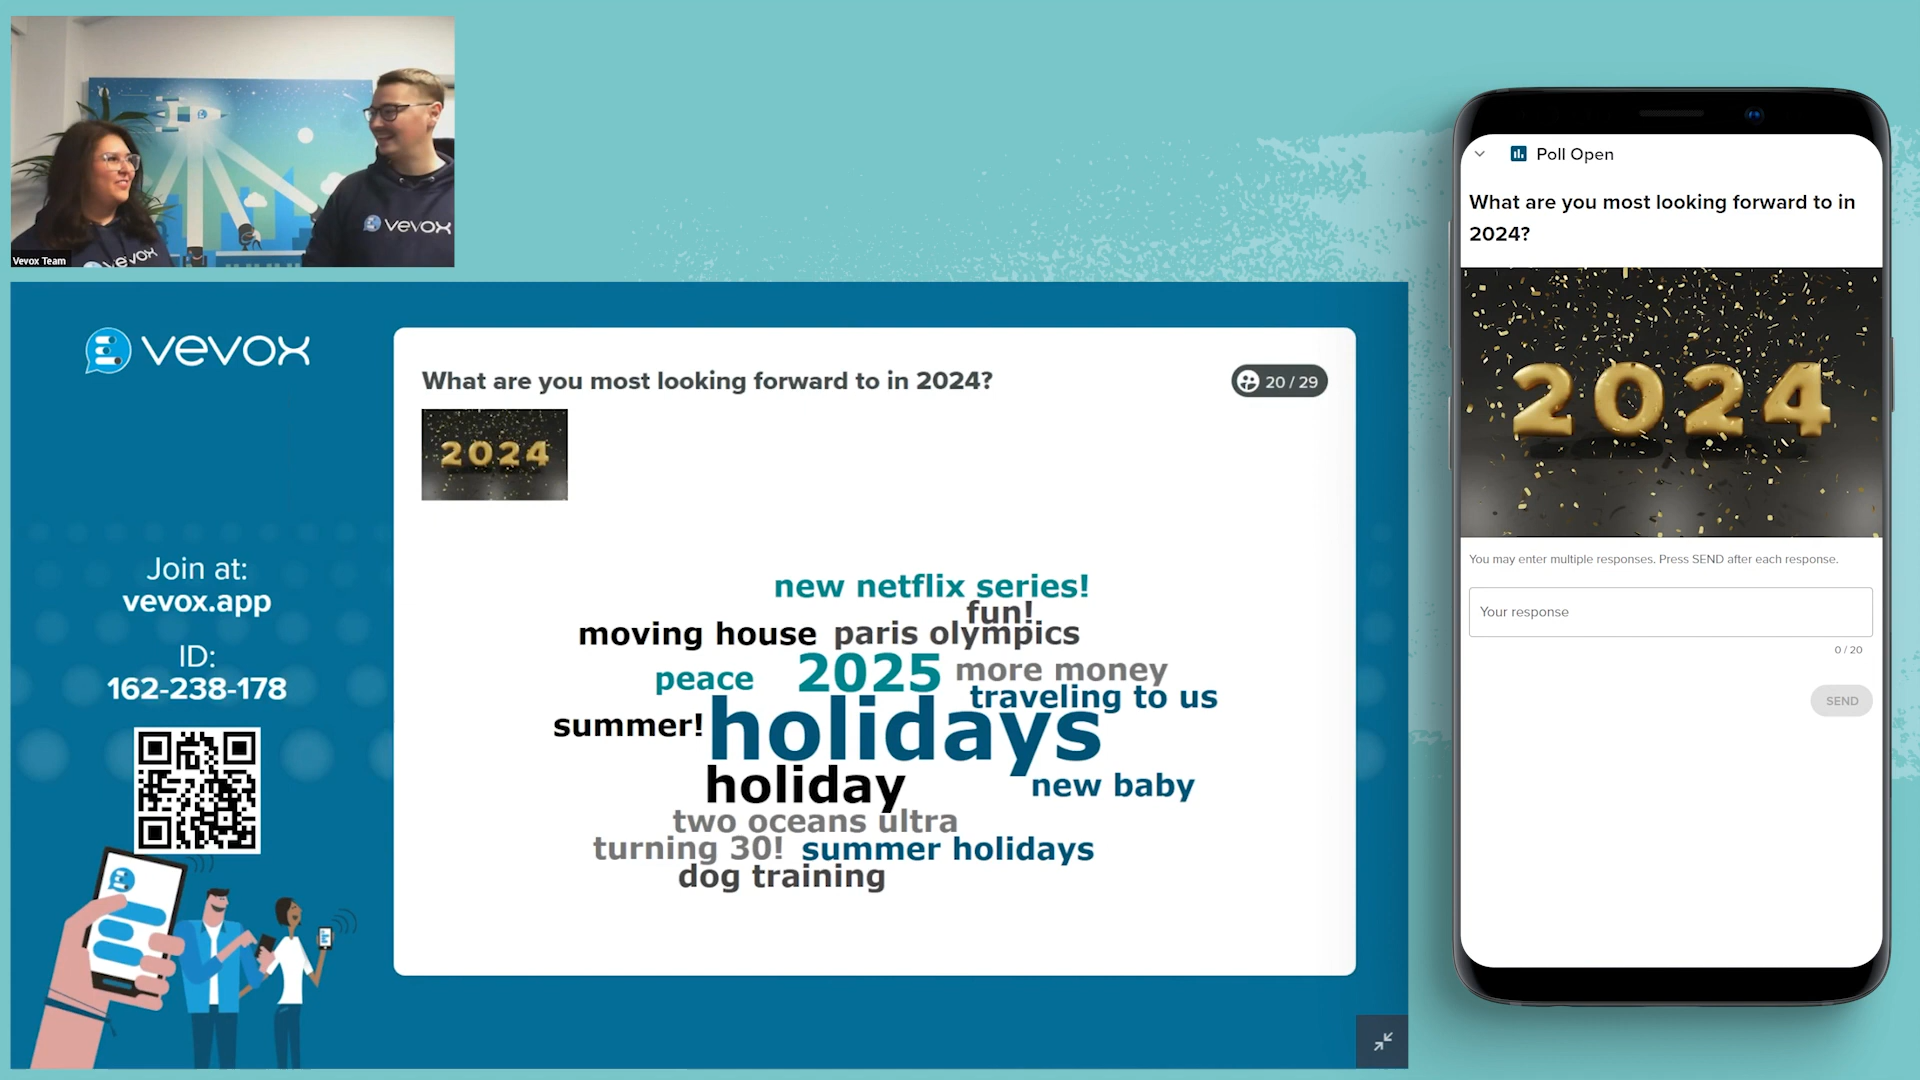 vevox
vevox
Vevox Team
vevox
What are you most looking forward to in 2024?
20 / 29
2024
new netflix series!
fun!
moving house
paris olympics
peace
2025
more money
traveling to us
summer!
holidays
holiday
new baby
two oceans ultra
turning 30!
summer holidays
dog training
Join at:
vevox.app
ID:
162-238-178
Poll Open
What are you most looking forward to in
2024?
2024
You may enter multiple responses. Press SEND after each response.
Your response
0 / 20
SEND